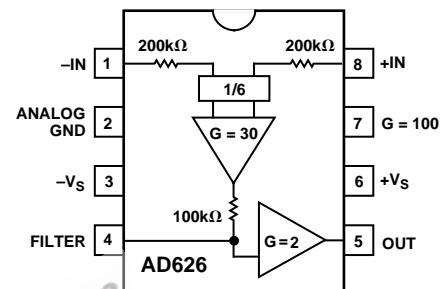 200kΩ 200kΩ
–IN 1 8 +IN
1/6
ANALOG
GND 2 7 G = 100
G = 30
–VS 3 6 +VS
100kΩ
FILTER 4 G = 2 5 OUT
AD626